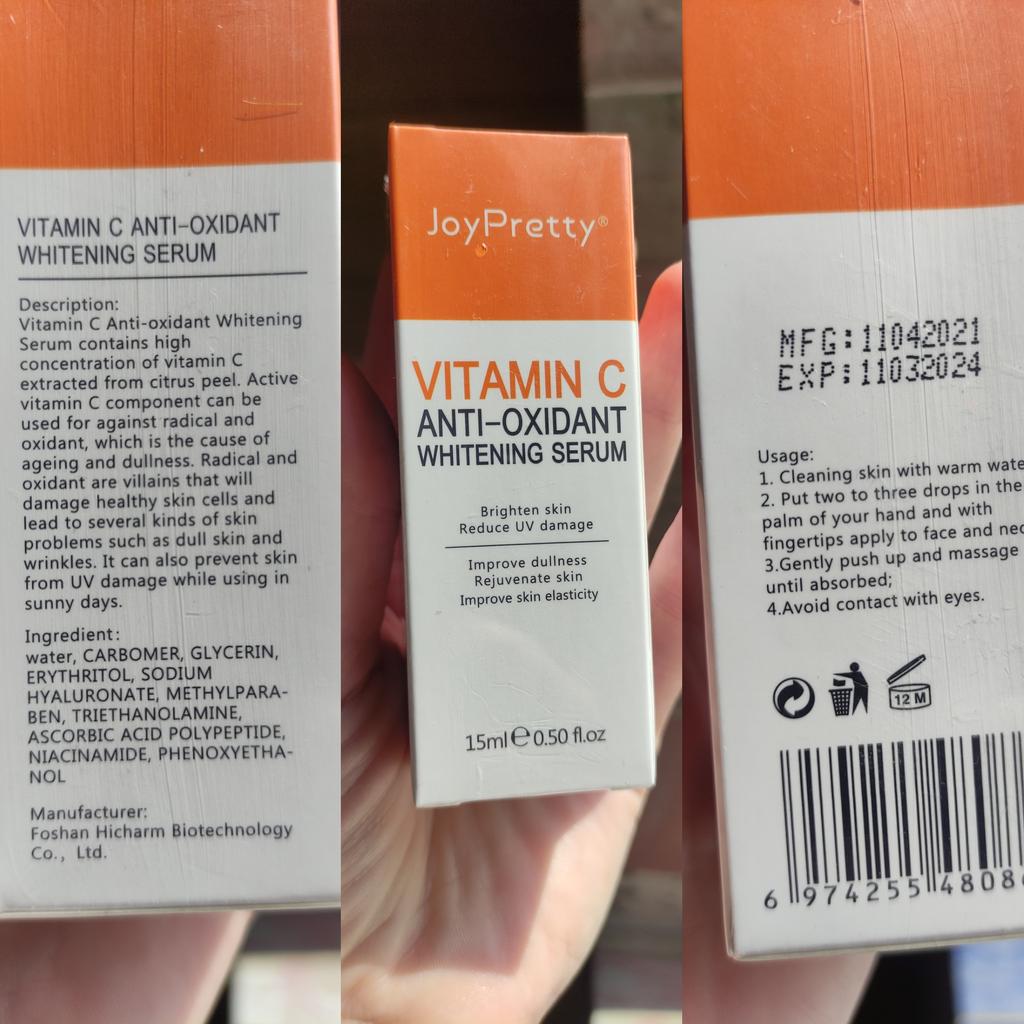 VITAMIN C ANTI-OXIDANT
WHITENING SERUM
Description:
Vitamin C Anti-oxidant Whitening
Serum contains high
concentration of vitamin C
extracted from citrus peel. Active
vitamin C component can be
used for against radical and
oxidant, which is the cause of
ageing and dullness. Radical and
oxidant are villains that will
damage healthy skin cells and
lead to several kinds of skin
problems such as dull skin and
wrinkles. It can also prevent skin
from UV damage while using in
sunny days.
Ingredient:
water, CARBOMER, GLYCERIN,
ERYTHRITOL, SODIUM
HYALURONATE, METHYLPARA-
BEN, TRIETHANOLAMINE,
ASCORBIC ACID POLYPEPTIDE,
NIACINAMIDE, PHENOXYETHA-
NOL
Manufacturer:
Foshan Hicharm Biotechnology
Co., Ltd.
JoyPretty®
VITAMIN C
ANTI-OXIDANT
WHITENING SERUM
Brighten skin
Reduce UV damage
Improve dullness
Rejuvenate skin
Improve skin elasticity
15ml ℮ 0.50 fl.oz
MFG:11042021
EXP:11032024
Usage:
1. Cleaning skin with warm wate
2. Put two to three drops in the
palm of your hand and with
fingertips apply to face and nec
3.Gently push up and massage
until absorbed;
4.Avoid contact with eyes.
12 M
6 974255 4808